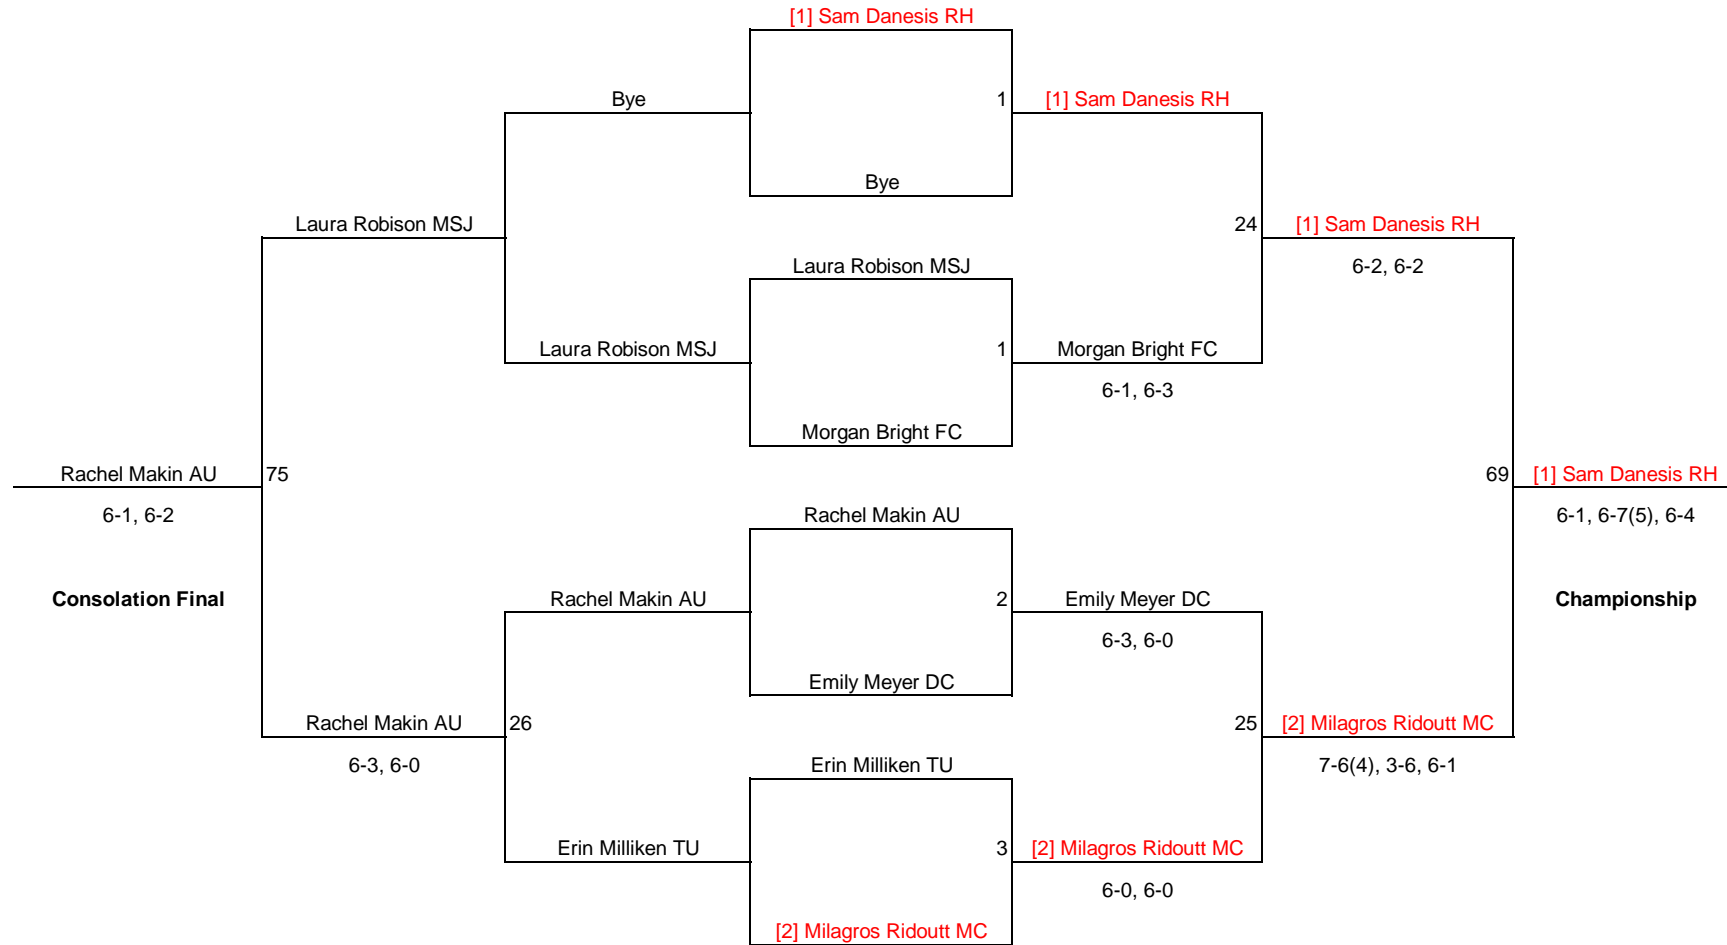 [1] Sam Danesis RH
Bye
1
[1] Sam Danesis RH
Bye
Laura Robison MSJ
24
[1] Sam Danesis RH
Laura Robison MSJ
6-2, 6-2
Laura Robison MSJ
1
Morgan Bright FC
6-1, 6-3
Morgan Bright FC
Rachel Makin AU
75
69
[1] Sam Danesis RH
6-1, 6-2
Rachel Makin AU
6-1, 6-7(5), 6-4
Consolation Final
Rachel Makin AU
2
Emily Meyer DC
Championship
6-3, 6-0
Emily Meyer DC
Rachel Makin AU
26
25
[2] Milagros Ridoutt MC
6-3, 6-0
Erin Milliken TU
7-6(4), 3-6, 6-1
Erin Milliken TU
3
[2] Milagros Ridoutt MC
6-0, 6-0
[2] Milagros Ridoutt MC